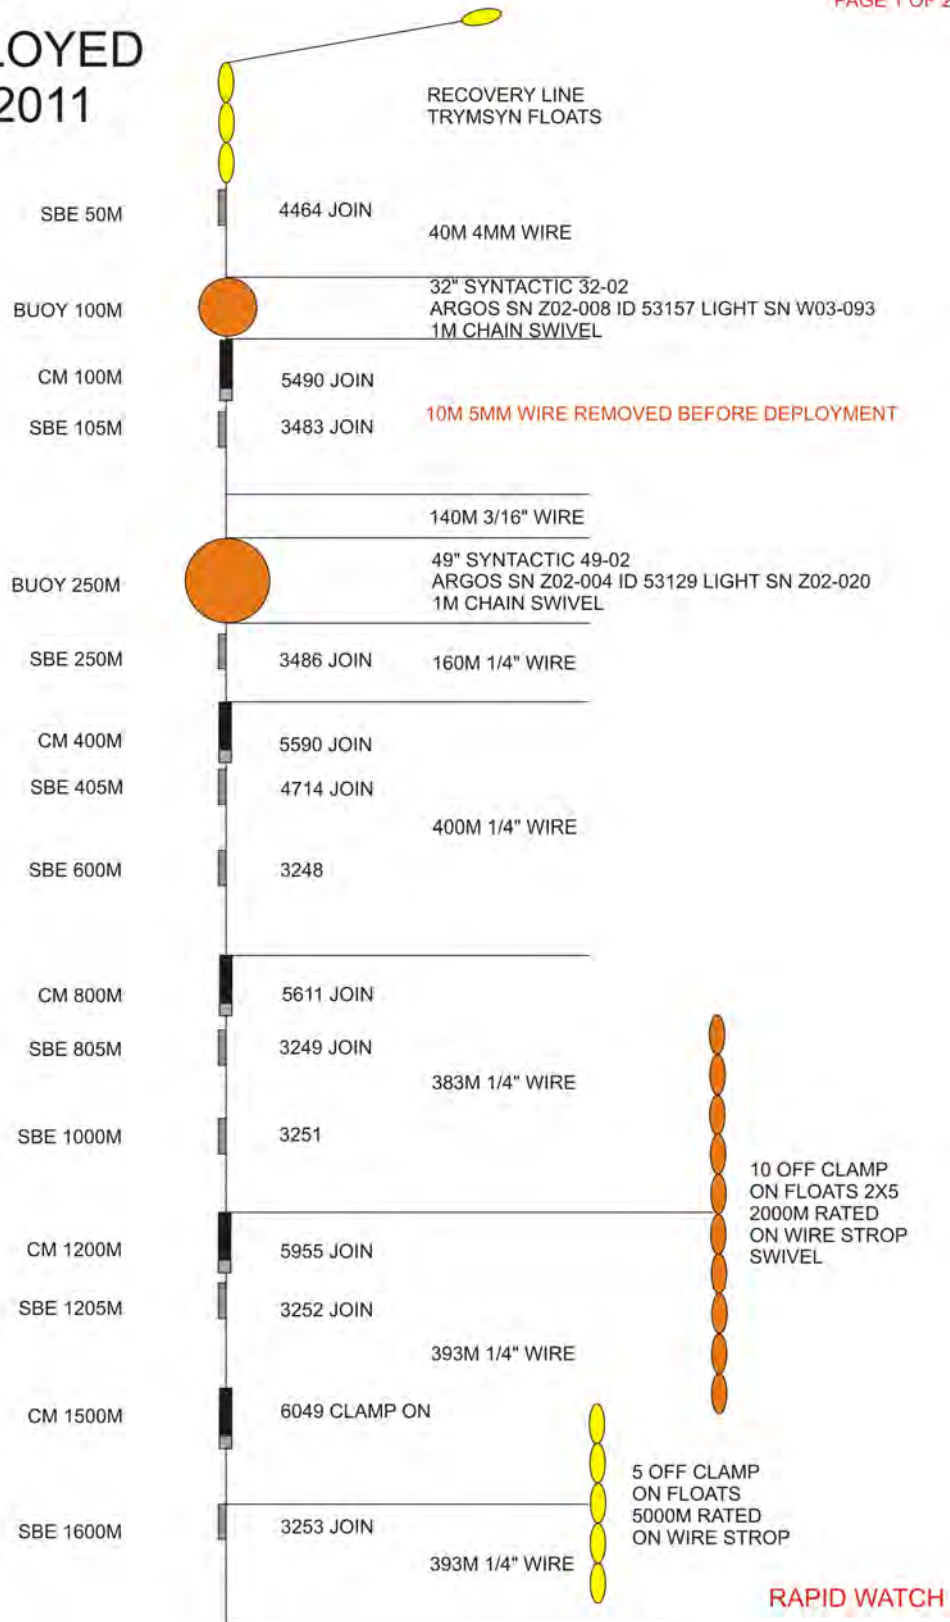 PAGE 1 OF 2
LOYED
2011
RECOVERY LINE
TRYMSYN FLOATS
SBE 50M
4464 JOIN
40M 4MM WIRE
BUOY 100M
32" SYNTACTIC 32-02
ARGOS SN Z02-008 ID 53157 LIGHT SN W03-093
1M CHAIN SWIVEL
CM 100M
5490 JOIN
SBE 105M
3483 JOIN
10M 5MM WIRE REMOVED BEFORE DEPLOYMENT
140M 3/16" WIRE
BUOY 250M
49" SYNTACTIC 49-02
ARGOS SN Z02-004 ID 53129 LIGHT SN Z02-020
1M CHAIN SWIVEL
SBE 250M
3486 JOIN
160M 1/4" WIRE
CM 400M
5590 JOIN
SBE 405M
4714 JOIN
400M 1/4" WIRE
SBE 600M
3248
CM 800M
5611 JOIN
SBE 805M
3249 JOIN
383M 1/4" WIRE
SBE 1000M
3251
10 OFF CLAMP
ON FLOATS 2X5
2000M RATED
ON WIRE STROP
SWIVEL
CM 1200M
5955 JOIN
SBE 1205M
3252 JOIN
393M 1/4" WIRE
CM 1500M
6049 CLAMP ON
5 OFF CLAMP
ON FLOATS
5000M RATED
ON WIRE STROP
SBE 1600M
3253 JOIN
393M 1/4" WIRE
RAPID WATCH